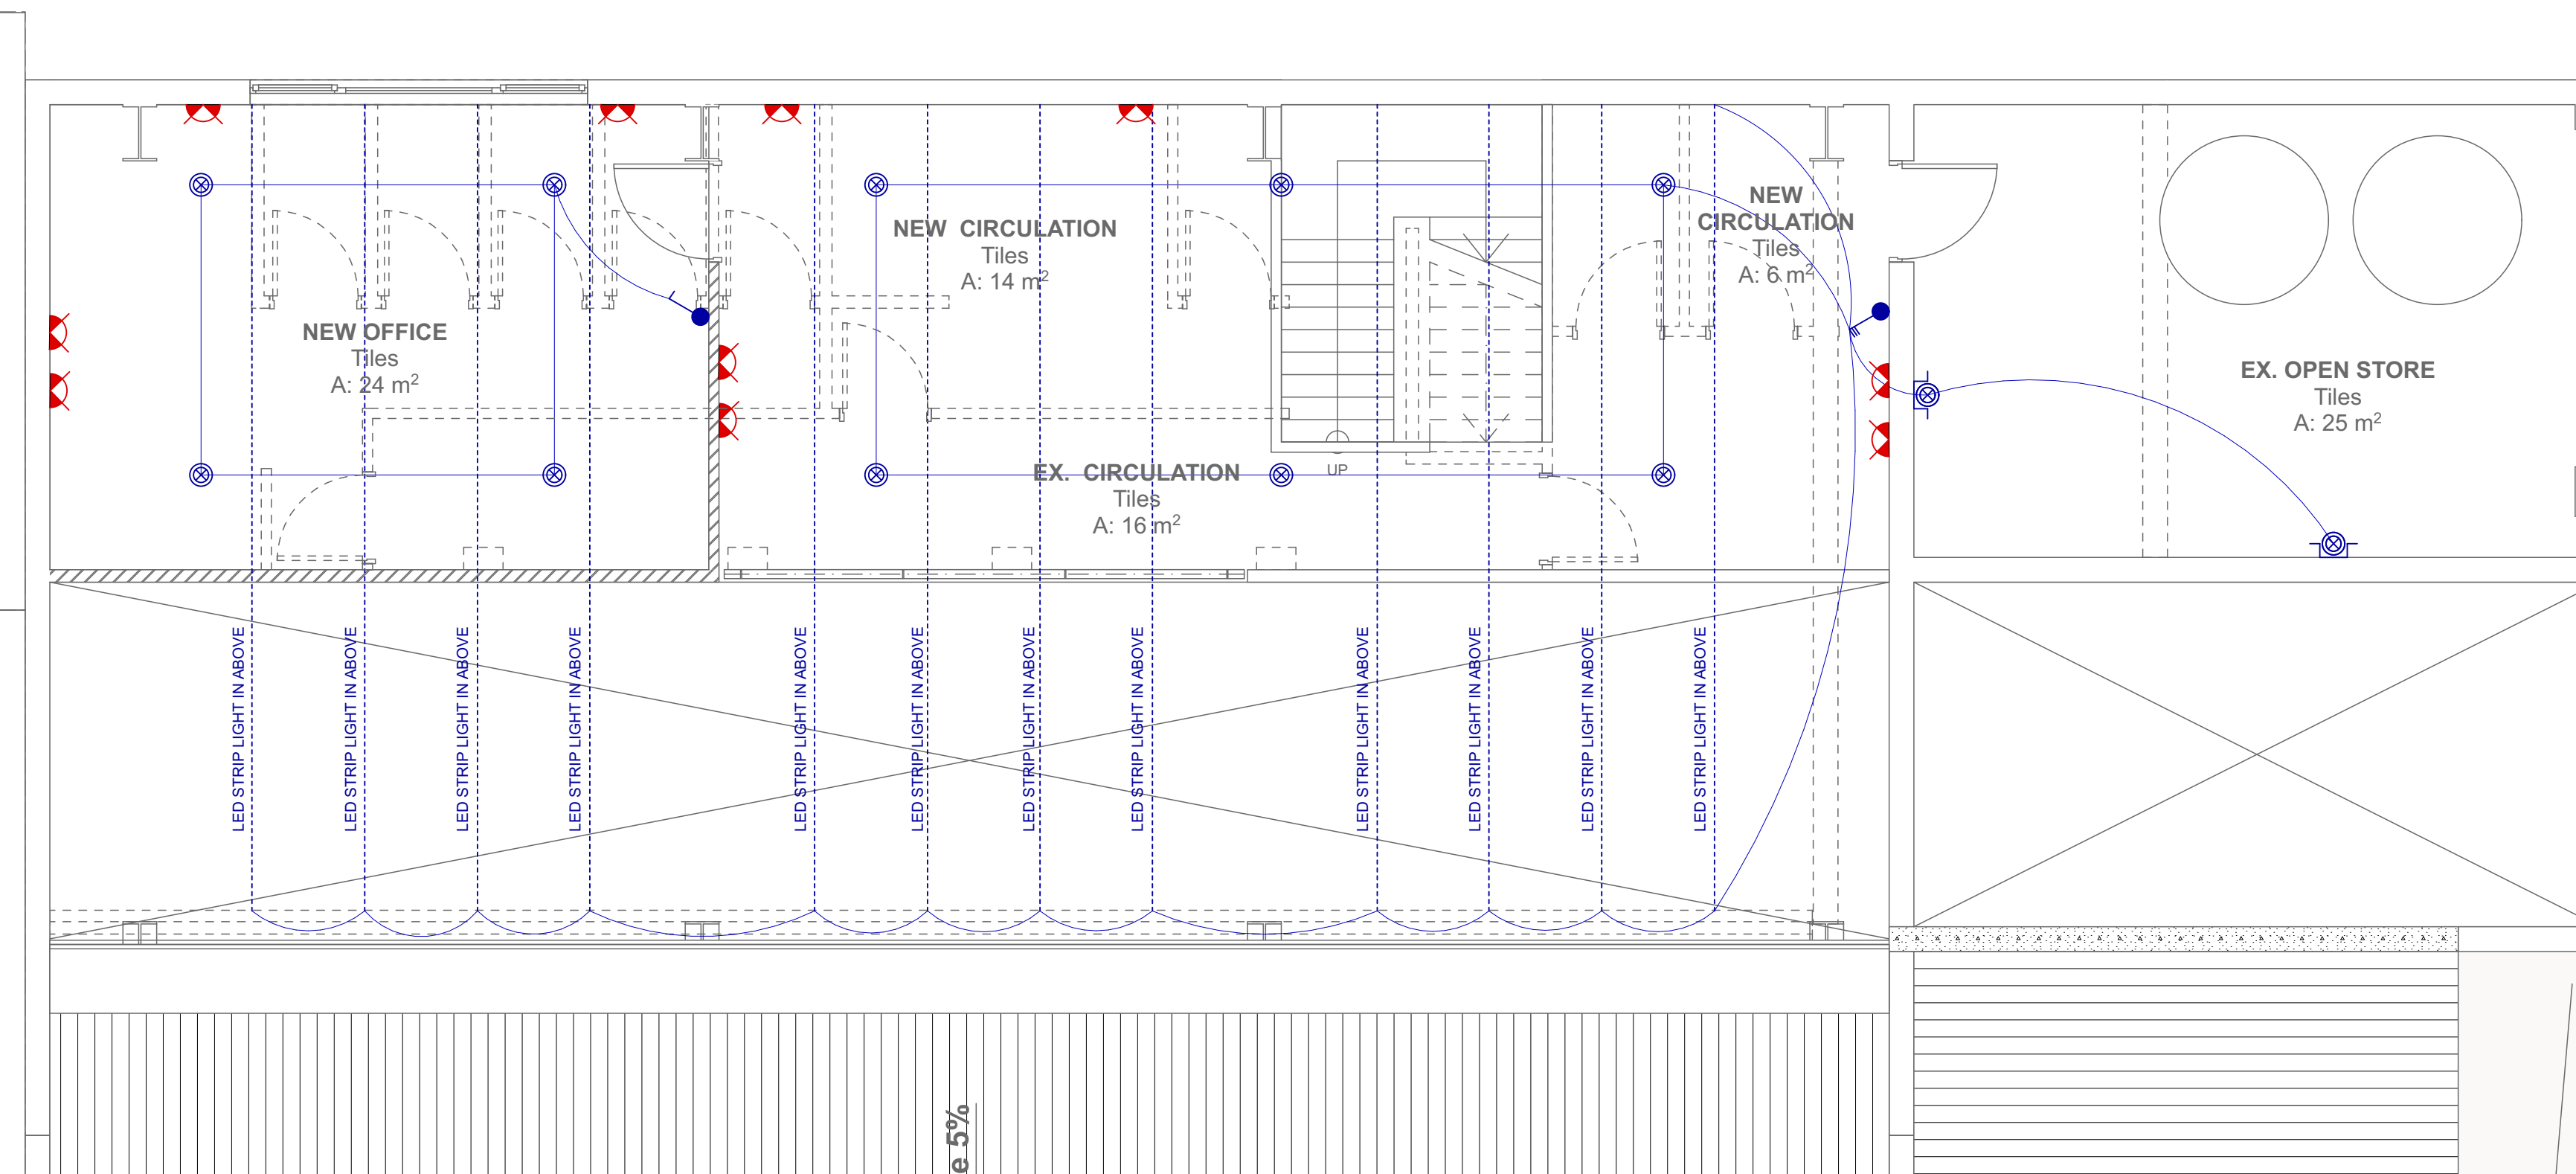 NEW OFFICE
Tiles
A: 24 m²
NEW CIRCULATION
Tiles
A: 14 m²
EX. CIRCULATION
Tiles
A: 16 m²
UP
NEW
CIRCULATION
Tiles
A: 6 m²
EX. OPEN STORE
Tiles
A: 25 m²
LED STRIP LIGHT IN ABOVE
LED STRIP LIGHT IN ABOVE
LED STRIP LIGHT IN ABOVE
LED STRIP LIGHT IN ABOVE
LED STRIP LIGHT IN ABOVE
LED STRIP LIGHT IN ABOVE
LED STRIP LIGHT IN ABOVE
LED STRIP LIGHT IN ABOVE
LED STRIP LIGHT IN ABOVE
LED STRIP LIGHT IN ABOVE
LED STRIP LIGHT IN ABOVE
LED STRIP LIGHT IN ABOVE
5%